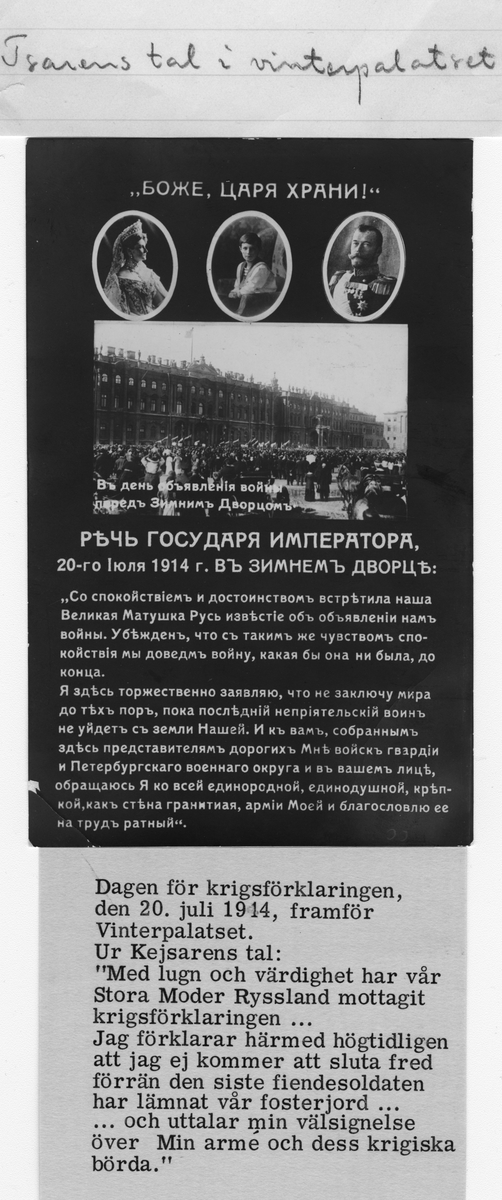 Tsarens tal i vinterpalatset
„БОЖЕ, ЦАРЯ ХРАНИ!“
Въ день объявленія войны
передъ Зимнимъ Дворцомъ
РѢЧЬ ГОСУДАРЯ ИМПЕРАТОРА,
20-го Іюля 1914 г. ВЪ ЗИМНЕМЪ ДВОРЦѢ:
„Со спокойствіемъ и достоинствомъ встрѣтила наша
Великая Матушка Русь извѣстіе объ объявленіи намъ
войны. Убѣжденъ, что съ такимъ же чувствомъ спо-
койствія мы доведмъ войну, какая бы она ни была, до
конца.
Я здѣсь торжественно заявляю, что не заключу мира
до тѣхъ поръ, пока послѣдній непріятельскій воинъ
не уйдетъ съ земли Нашей. И къ вамъ, собраннымъ
здѣсь представителямъ дорогихъ Мнѣ войскъ гвардіи
и Петербургскаго военнаго округа и въ вашемъ лицѣ,
обращаюсь Я ко всей единородной, единодушной, крѣп-
кой,какъ стѣна гранитиая, арміи Моей и благословлю ее
на трудъ ратный“.
Dagen för krigsförklaringen,
den 20. juli 1914, framför
Vinterpalatset.
Ur Kejsarens tal:
"Med lugn och värdighet har vår
Stora Moder Ryssland mottagit
krigsförklaringen ...
Jag förklarar härmed högtidligen
att jag ej kommer att sluta fred
förrän den siste fiendesoldaten
har lämnat vår fosterjord ...
... och uttalar min välsignelse
över Min armé och dess krigiska
börda."